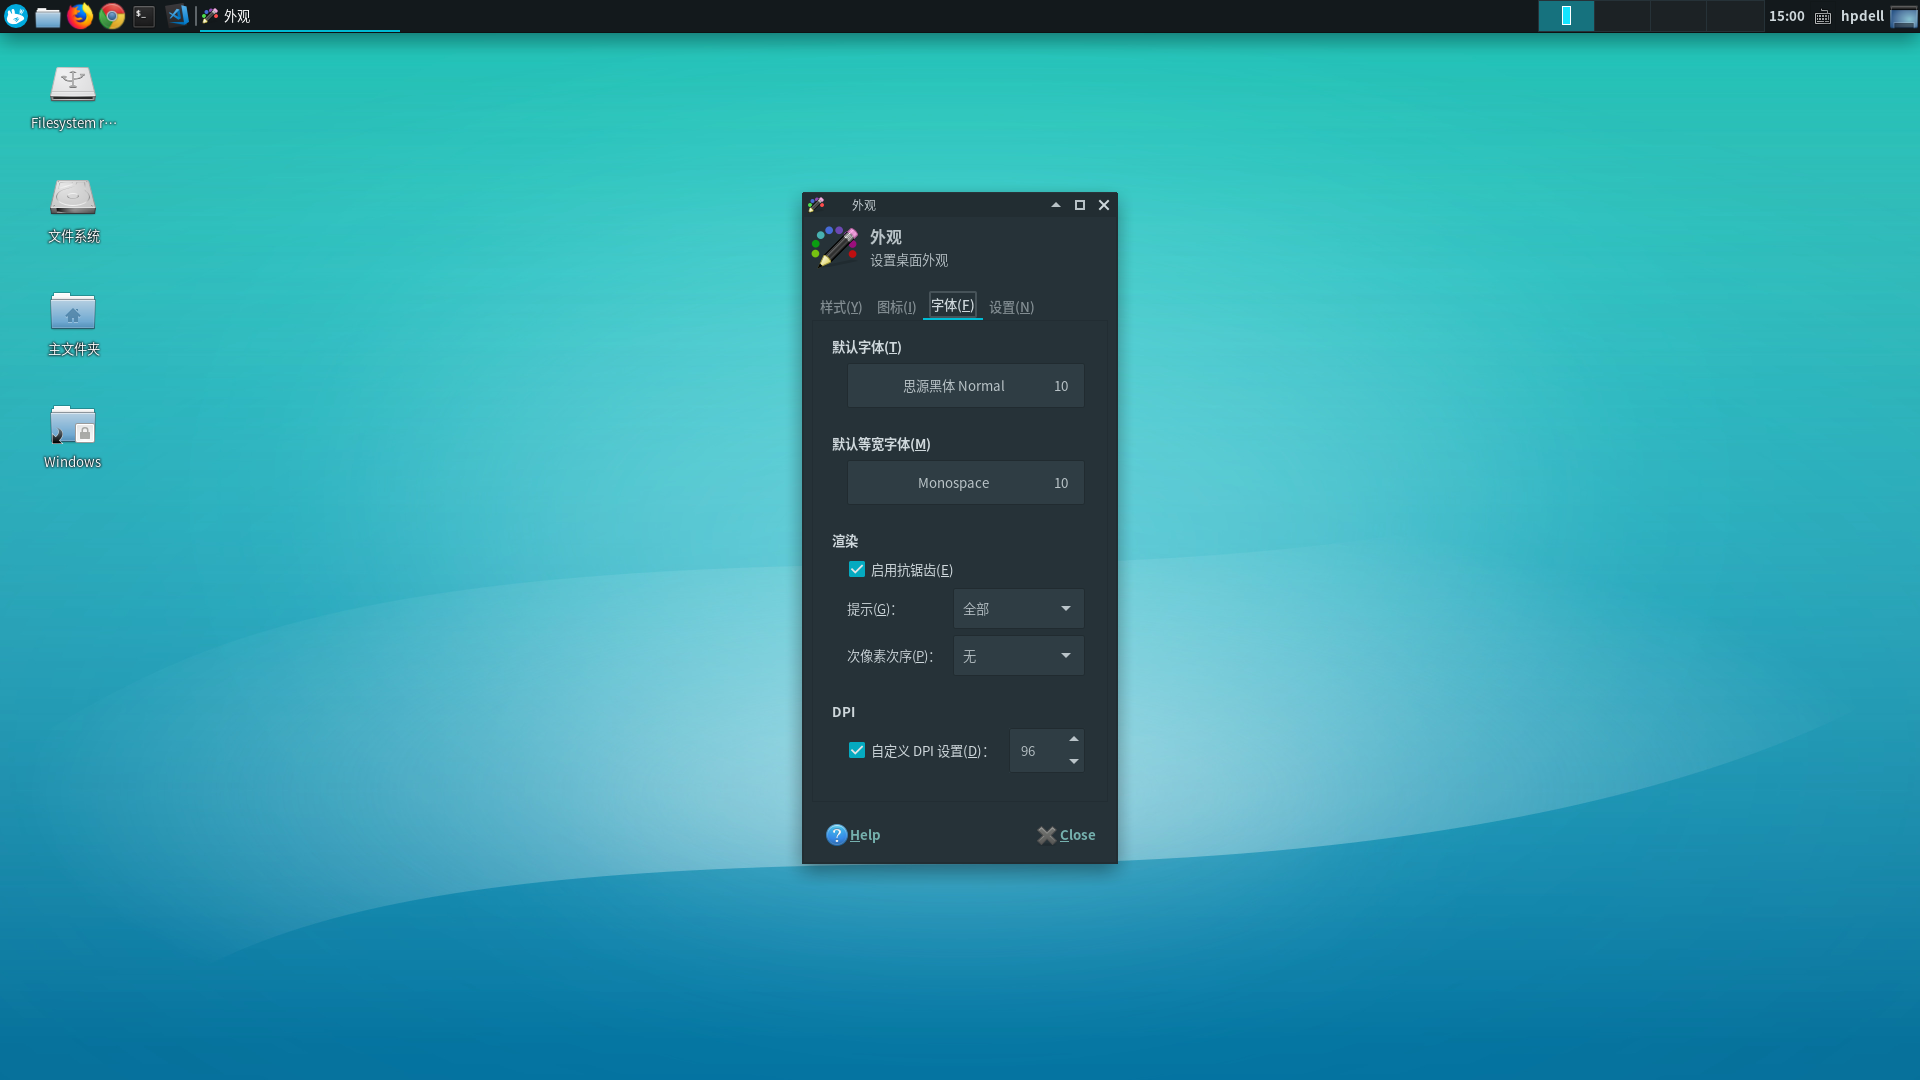 外观
15:00
hpdell
Filesystem r…
文件系统
主文件夹
Windows
外观
外观
设置桌面外观
样式(Y) 图标(I) 字体(F) 设置(N)
默认字体(T)
思源黑体 Normal 10
默认等宽字体(M)
Monospace 10
渲染
启用抗锯齿(E)
提示(G)： 全部
次像素次序(P)： 无
DPI
自定义 DPI 设置(D)： 96
Help Close